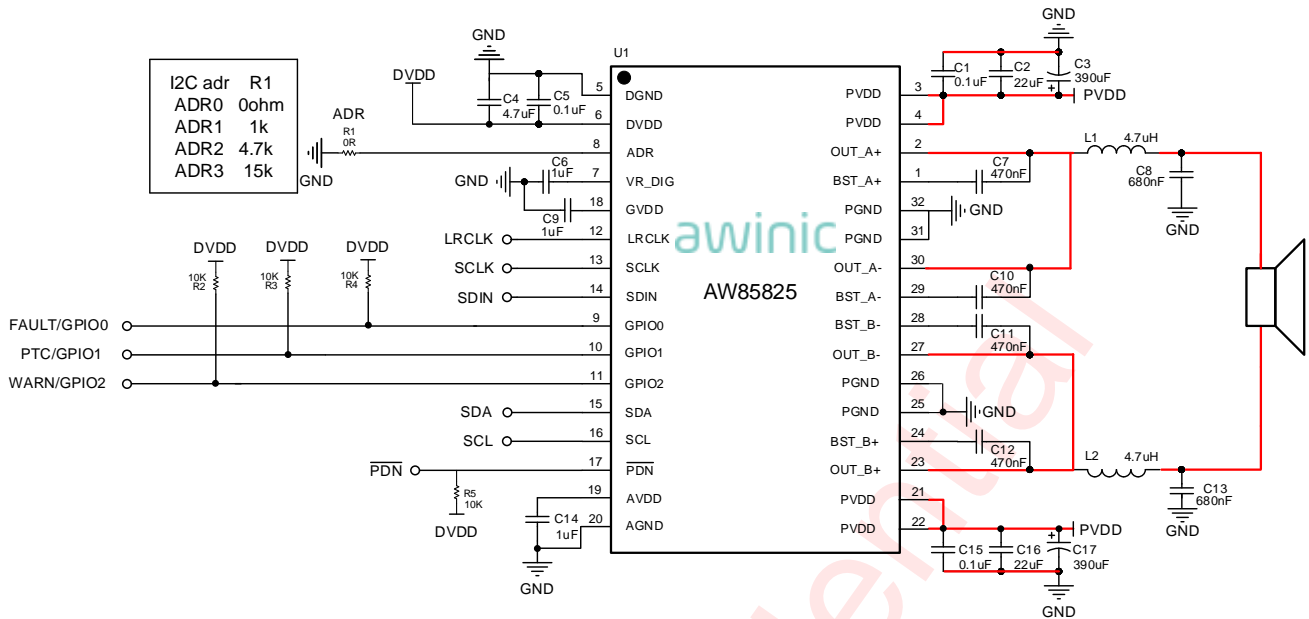 GND
I2C adr R1
ADR0 0ohm
ADR1 1k
ADR2 4.7k
ADR3 15k
DVDD
GND
C4
4.7uF
C5
0.1uF
ADR
R1
0R
GND
GND
C6
1uF
C9
1uF
LRCLK
SCLK
SDIN
DVDD
10K
R2
DVDD
10K
R3
DVDD
10K
R4
FAULT/GPIO0
PTC/GPIO1
WARN/GPIO2
SDA
SCL
PDN
R5
10K
DVDD
C14
1uF
GND
U1
5 DGND
6 DVDD
8 ADR
7 VR_DIG
18 GVDD
12 LRCLK
13 SCLK
14 SDIN
9 GPIO0
10 GPIO1
11 GPIO2
15 SDA
16 SCL
17 PDN
19 AVDD
20 AGND
awinic
AW85825
PVDD 3
PVDD 4
OUT_A+ 2
BST_A+ 1
PGND 32
PGND 31
OUT_A- 30
BST_A- 29
BST_B- 28
OUT_B- 27
PGND 26
PGND 25
BST_B+ 24
OUT_B+ 23
PVDD 21
PVDD 22
C1
0.1uF
C2
22uF
C3
390uF
+
PVDD
C7
470nF
L1 4.7uH
C8
680nF
GND
GND
C10
470nF
C11
470nF
GND
C12
470nF
L2 4.7uH
C13
680nF
GND
PVDD
+
C15
0.1uF
C16
22uF
C17
390uF
GND
ential